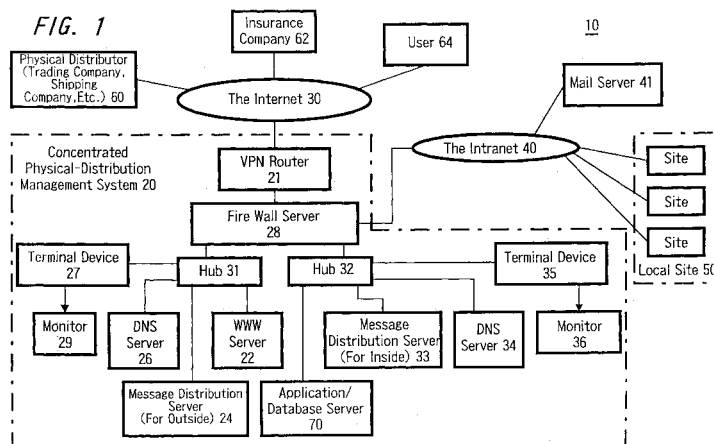 FIG. 1
Insurance
Company 62
User 64
10
Physical Distributor
(Trading Company,
Shipping
Company,Etc.) 60
The Internet 30
Mail Server 41
Concentrated
Physical-Distribution
Management System 20
VPN Router
21
The Intranet 40
Site
Site
Site
Local Site 50
Fire Wall Server
28
Terminal Device
27
Hub 31
Hub 32
Terminal Device
35
Monitor
29
DNS
Server
26
WWW
Server
22
Message
Distribution Server
(For Inside) 33
DNS
Server 34
Monitor
36
Message Distribution
Server
(For Outside) 24
Application/
Database Server
70